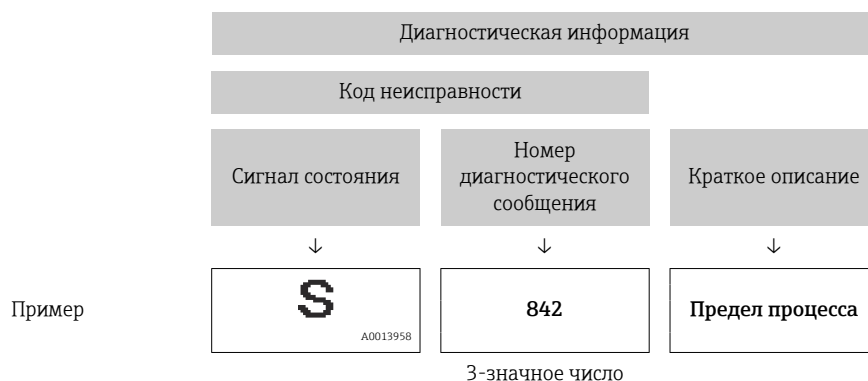 Диагностическая информация
Код неисправности
Сигнал состояния
Номер
диагностического
сообщения
Краткое описание
↓ ↓ ↓
Пример
S
A0013958
842
Предел процесса
3-значное число